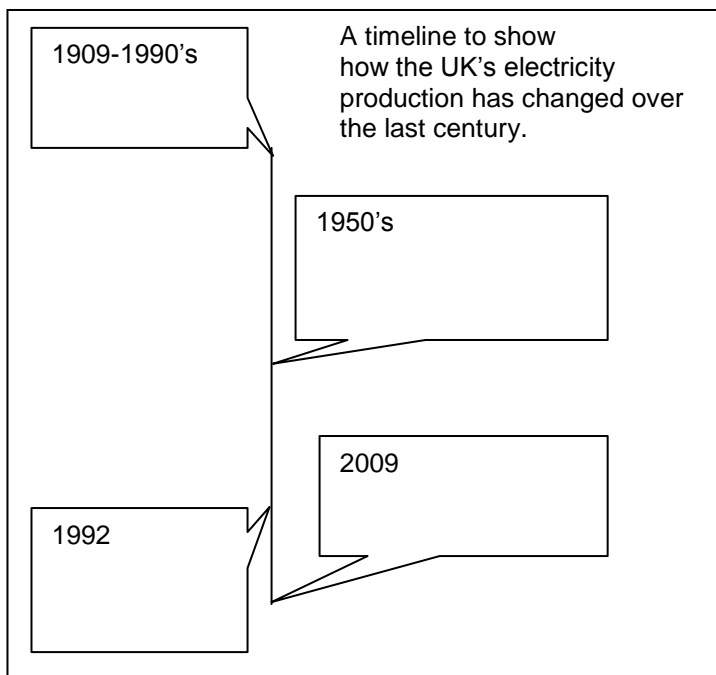 1909-1990's
A timeline to show
how the UK's electricity
production has changed over
the last century.
1950's
2009
1992